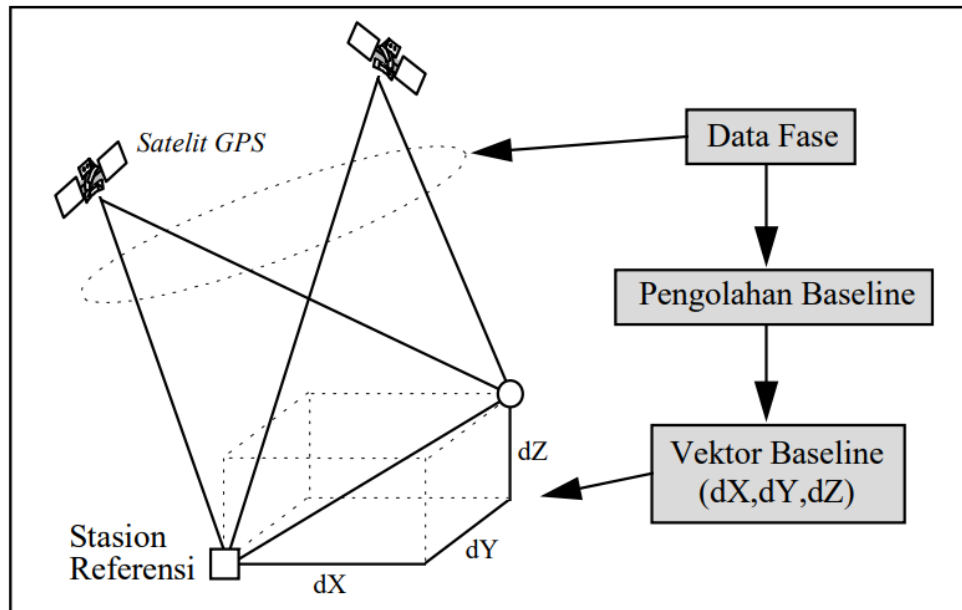 Satelit GPS
Data Fase
Pengolahan Baseline
Vektor Baseline
(dX,dY,dZ)
dZ
dY
dX
Stasion
Referensi